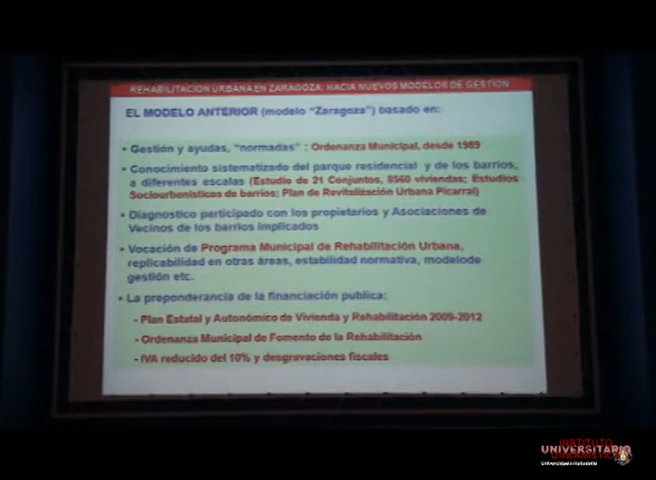 REHABILITACION URBANA EN ZARAGOZA: HACIA NUEVOS MODELOS DE GESTION
EL MODELO ANTERIOR (modelo "Zaragoza") basado en:
• Gestión y ayudas, "normadas" : Ordenanza Municipal, desde 1989
• Conocimiento sistematizado del parque residencial y de los barrios,
a diferentes escalas (Estudio de 21 Conjuntos, 8560 viviendas; Estudios
Sociourbanisticos de barrios; Plan de Revitalización Urbana Picarral)
• Diagnostico participado con los propietarios y Asociaciones de
Vecinos de los barrios implicados
• Vocación de Programa Municipal de Rehabilitación Urbana,
replicabilidad en otras áreas, estabilidad normativa, modelode
gestión etc.
• La preponderancia de la financiación publica:
- Plan Estatal y Autonómico de Vivienda y Rehabilitación 2009-2012
- Ordenanza Municipal de Fomento de la Rehabilitación
- IVA reducido del 10% y desgravaciones fiscales
INSTITUTO
UNIVERSITARIO
URBANÍSTICA
Universidad de Valladolid